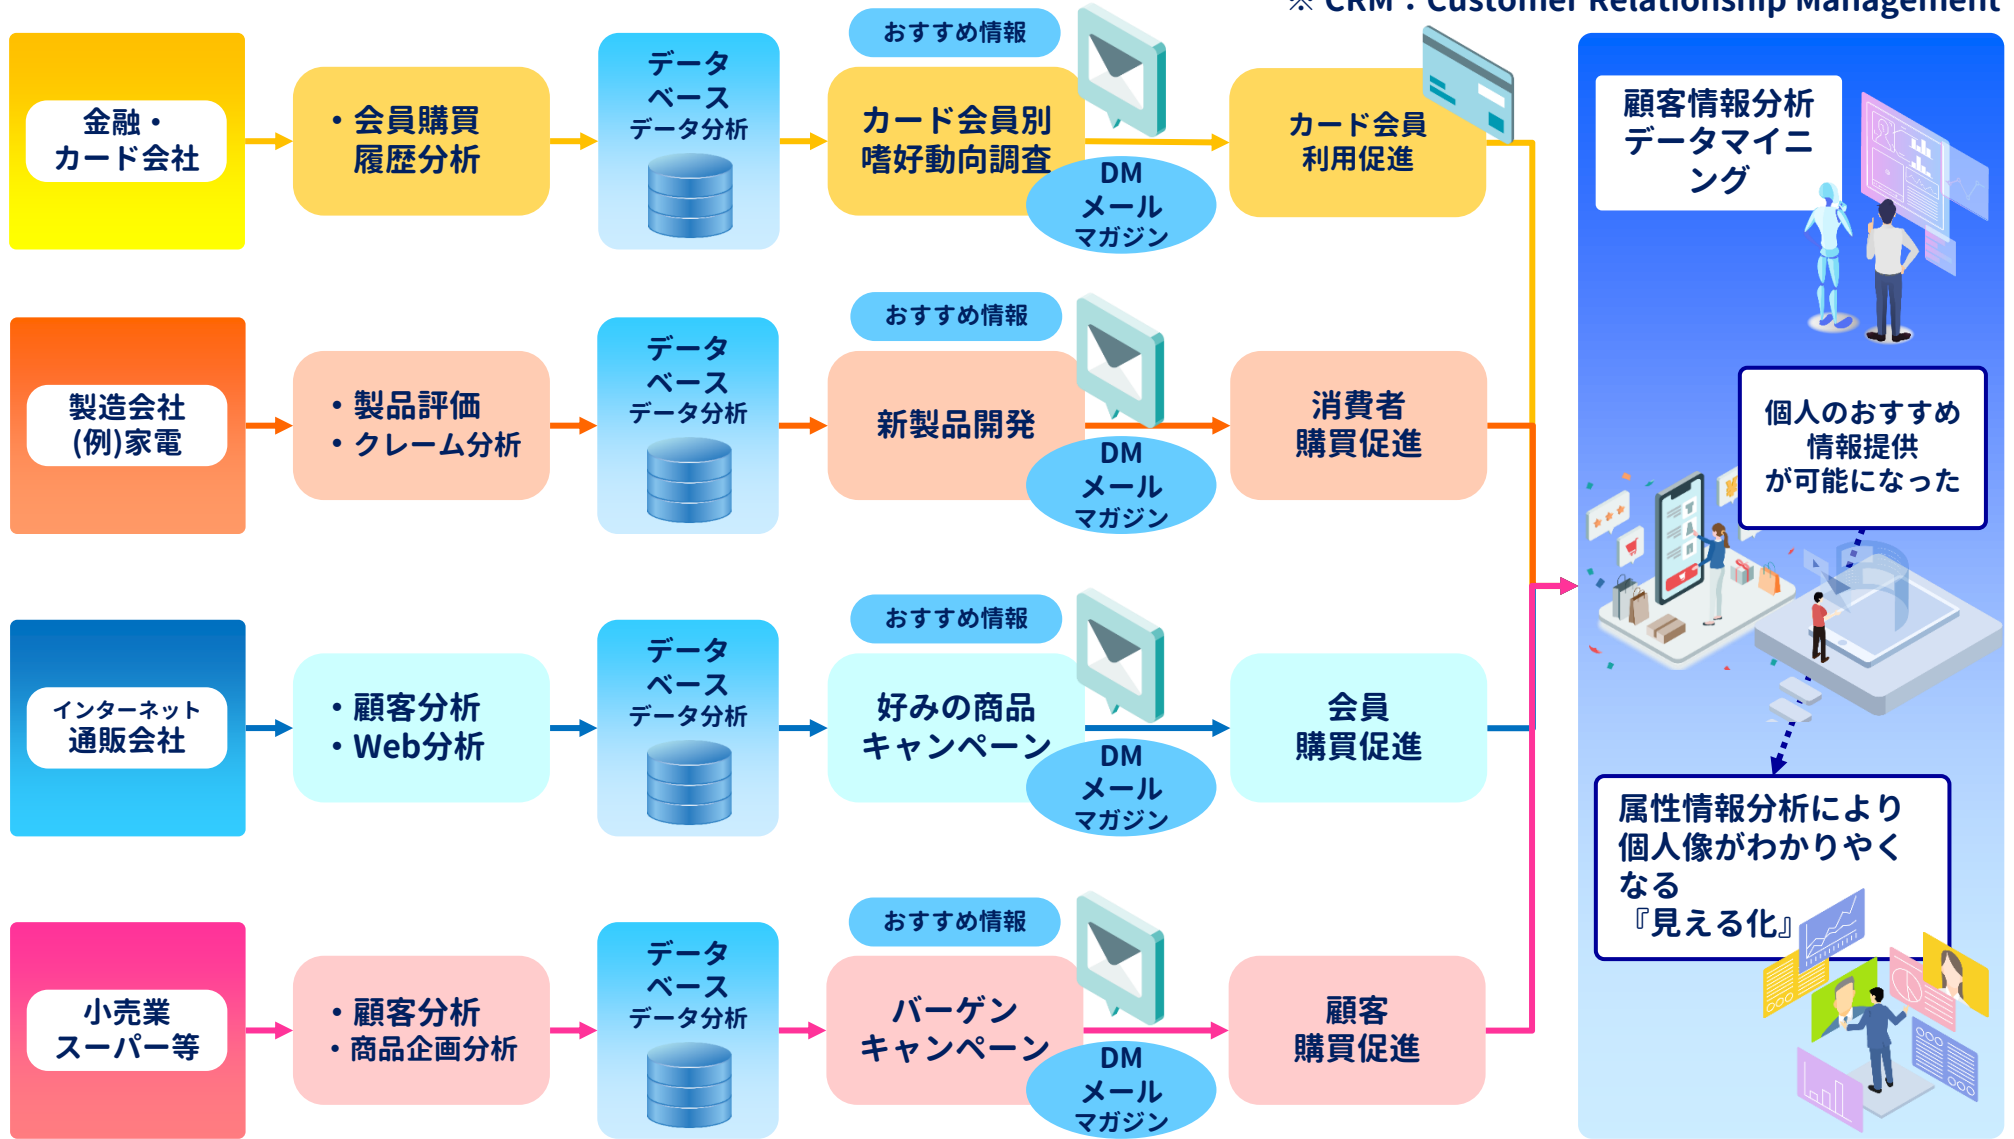 ※ CRM：Customer Relationship Management
金融・
カード会社
・会員購買
履歴分析
データ
ベース
データ分析
おすすめ情報
カード会員別
嗜好動向調査
DM
メール
マガジン
カード会員
利用促進
製造会社
(例)家電
・製品評価
・クレーム分析
データ
ベース
データ分析
おすすめ情報
新製品開発
DM
メール
マガジン
消費者
購買促進
インターネット
通販会社
・顧客分析
・Web分析
データ
ベース
データ分析
おすすめ情報
好みの商品
キャンペーン
DM
メール
マガジン
会員
購買促進
小売業
スーパー等
・顧客分析
・商品企画分析
データ
ベース
データ分析
おすすめ情報
バーゲン
キャンペーン
DM
メール
マガジン
顧客
購買促進
顧客情報分析
データマイニ
ング
個人のおすすめ
情報提供
が可能になった
属性情報分析により
個人像がわかりやく
なる
『見える化』